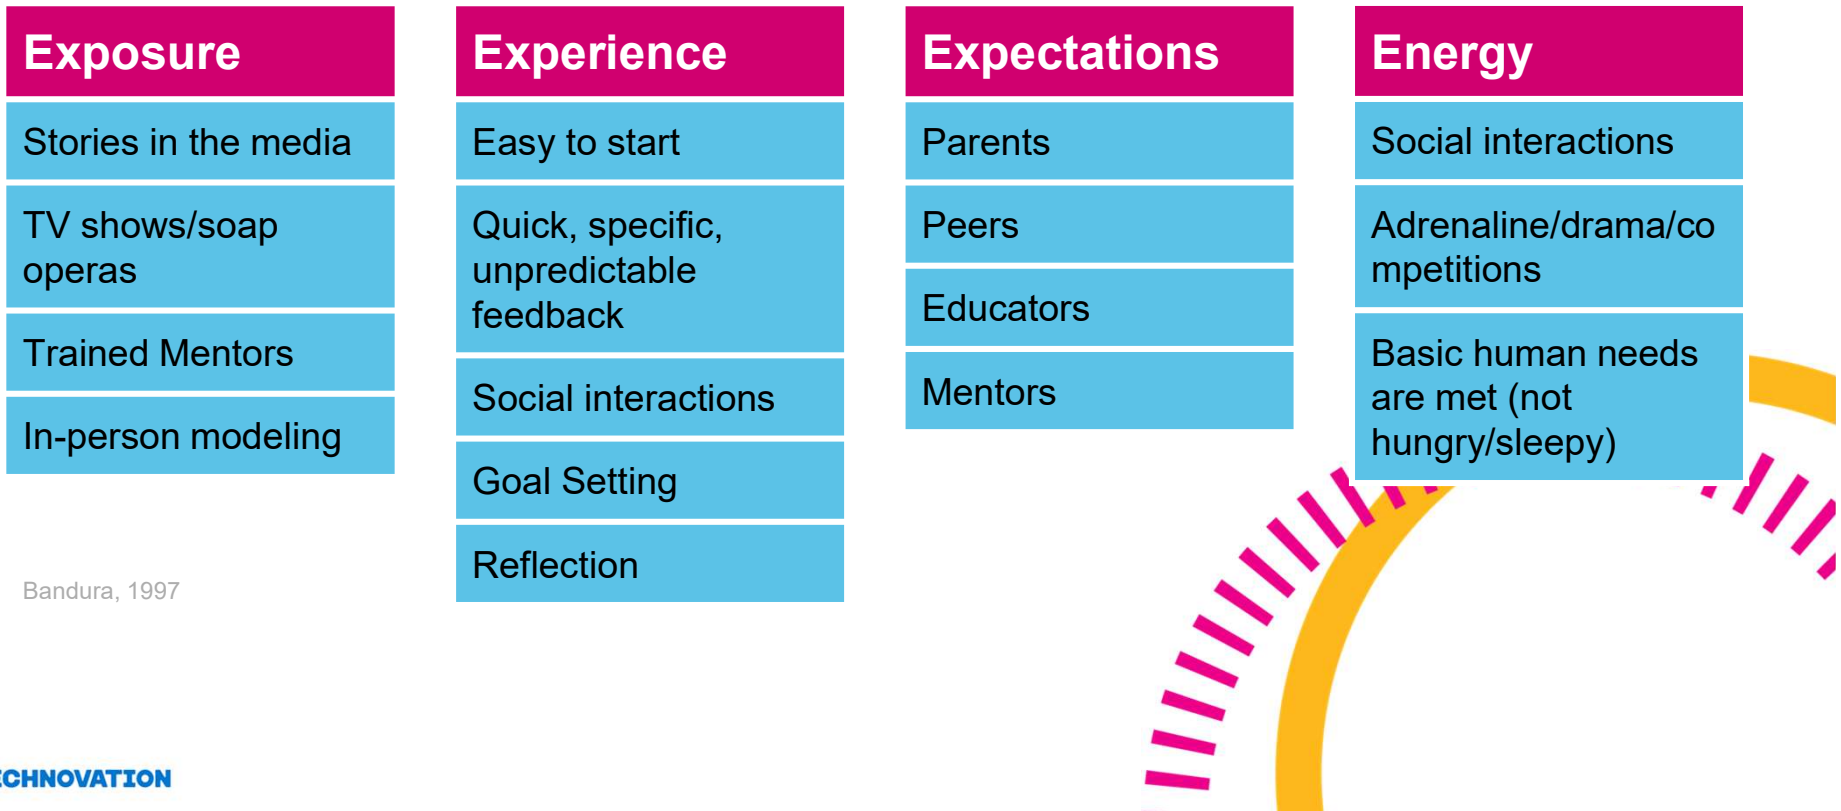 Exposure
Stories in the media
TV shows/soap
operas
Trained Mentors
In-person modeling
Experience
Easy to start
Quick, specific,
unpredictable
feedback
Social interactions
Goal Setting
Reflection
Expectations
Parents
Peers
Educators
Mentors
Energy
Social interactions
Adrenaline/drama/co
mpetitions
Basic human needs
are met (not
hungry/sleepy)
Bandura, 1997
ECHNOVATION